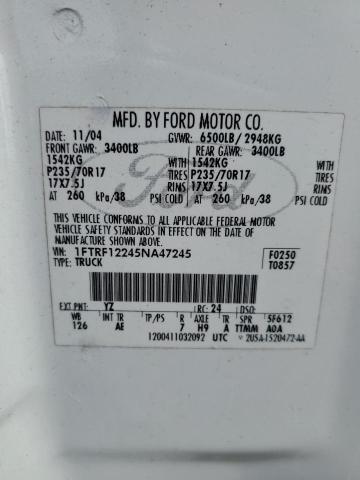 MFD. BY FORD MOTOR CO.
DATE: 11/04 GVWR: 6500LB/2948KG
FRONT GAWR: 3400LB REAR GAWR: 3400LB
1542KG WITH 1542KG WITH
P235/70R17 TIRES P235/70R17 TIRES
17X7.5J RIMS 17X7.5J RIMS
AT 260 kPa/38 PSI COLD AT 260 kPa/38 PSI COLD
THIS VEHICLE CONFORMS TO ALL APPLICABLE FEDERAL MOTOR
VEHICLE SAFETY STANDARDS IN EFFECT ON THE DATE OF
MANUFACTURE SHOWN ABOVE.
VIN: 1FTRF12245NA47245 F0250
TYPE: TRUCK T0857
EXT PNT: YZ RC: 24 DSO:
WB INT TR TP/PS R AXLE TR SPR 5F612
126 AE 7 H9 A TTMM A0A
1200411032092 UTC